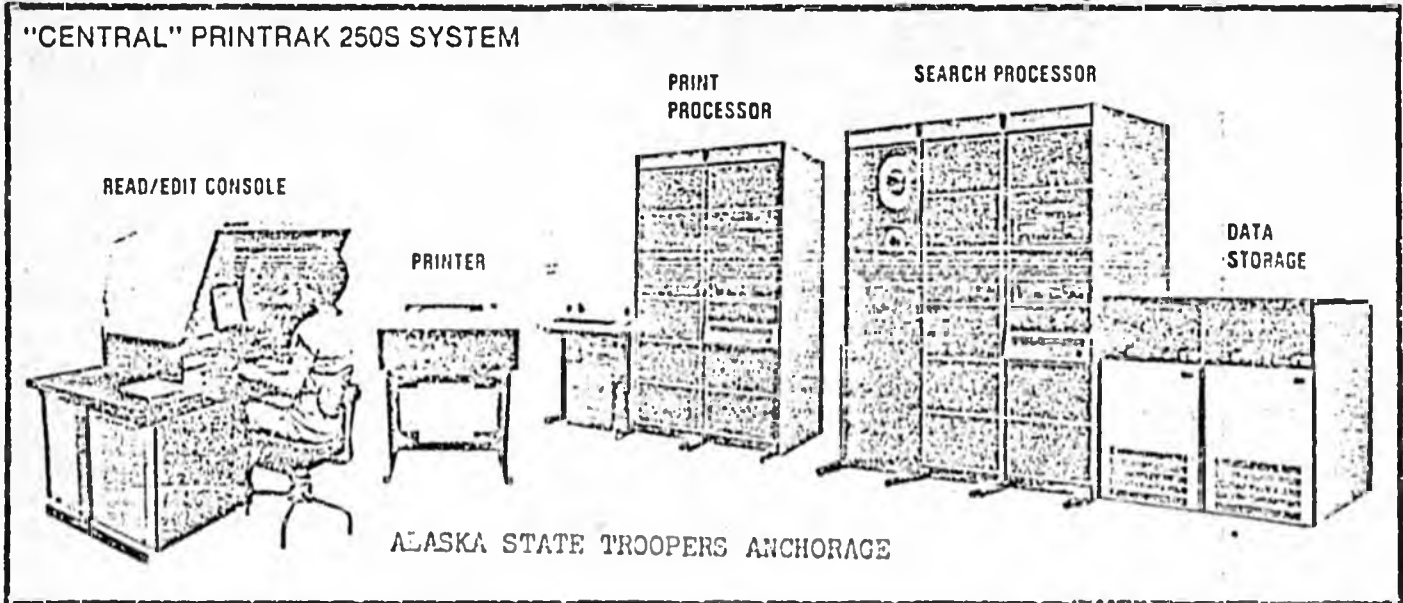 "CENTRAL" PRINTRAK 250S SYSTEM
PRINT
PROCESSOR
SEARCH PROCESSOR
READ/EDIT CONSOLE
PRINTER
DATA
STORAGE
ALASKA STATE TROOPERS ANCHORAGE